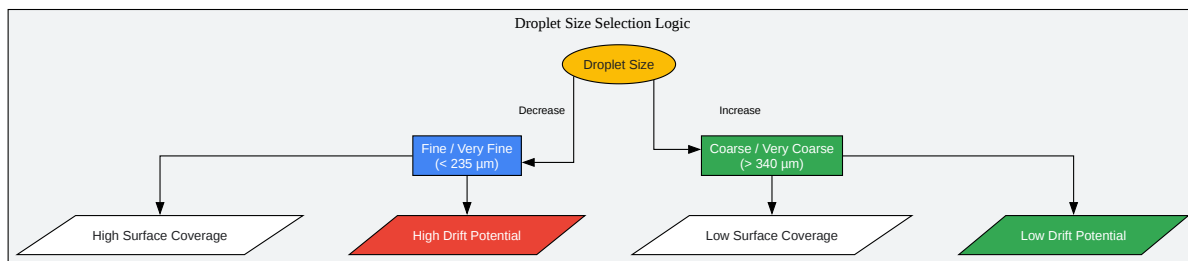 Droplet Size Selection Logic
Droplet Size
Decrease
Increase
Fine / Very Fine
(< 235 µm)
Coarse / Very Coarse
(> 340 µm)
High Surface Coverage
High Drift Potential
Low Surface Coverage
Low Drift Potential